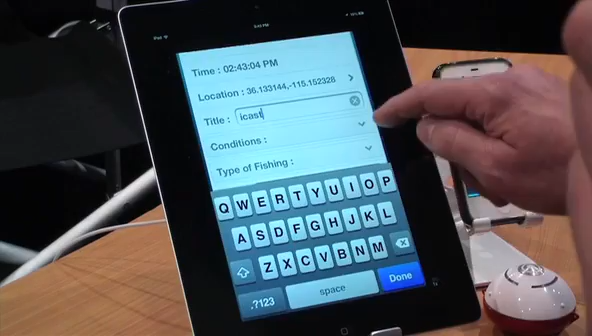 iPad
Time : 02:43:04 PM
Location : 36.133144,-115.152328
Title : icast
Conditions :
Type of Fishing :
Q W E R T Y U I O P
A S D F G H J K L
Z X C V B N M
.?123 space Done